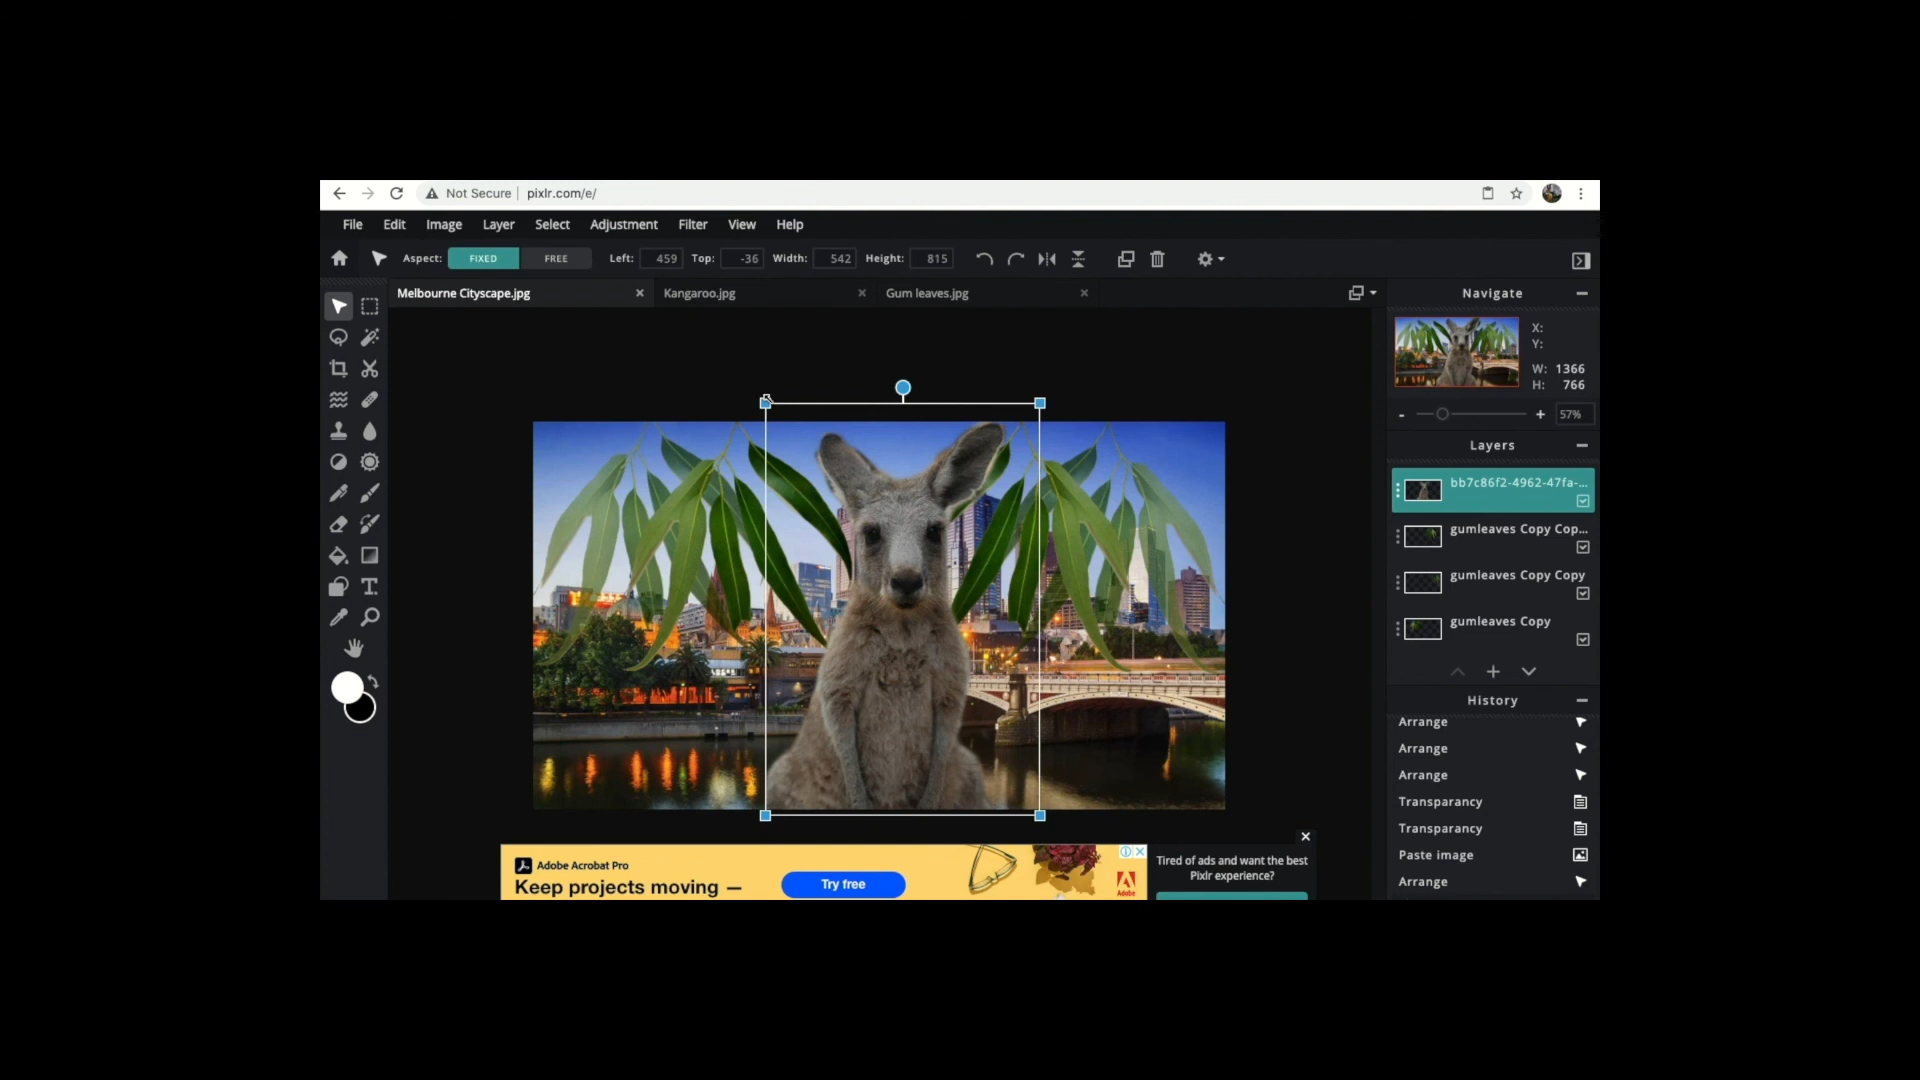 Not Secure pixlr.com/e/
File Edit Image Layer Select Adjustment Filter View Help
Aspect: FIXED FREE Left: 459 Top: -36 Width: 542 Height: 815
Melbourne Cityscape.jpg Kangaroo.jpg Gum leaves.jpg
Navigate
X:
Y:
W: 1366
H: 766
- + 57%
Layers
bb7c86f2-4962-47fa-...
gumleaves Copy Cop...
gumleaves Copy Copy
gumleaves Copy
History
Arrange
Arrange
Arrange
Transparancy
Transparancy
Paste image
Arrange
Adobe Acrobat Pro
Keep projects moving —
Try free
Adobe
Tired of ads and want the best
Pixlr experience?